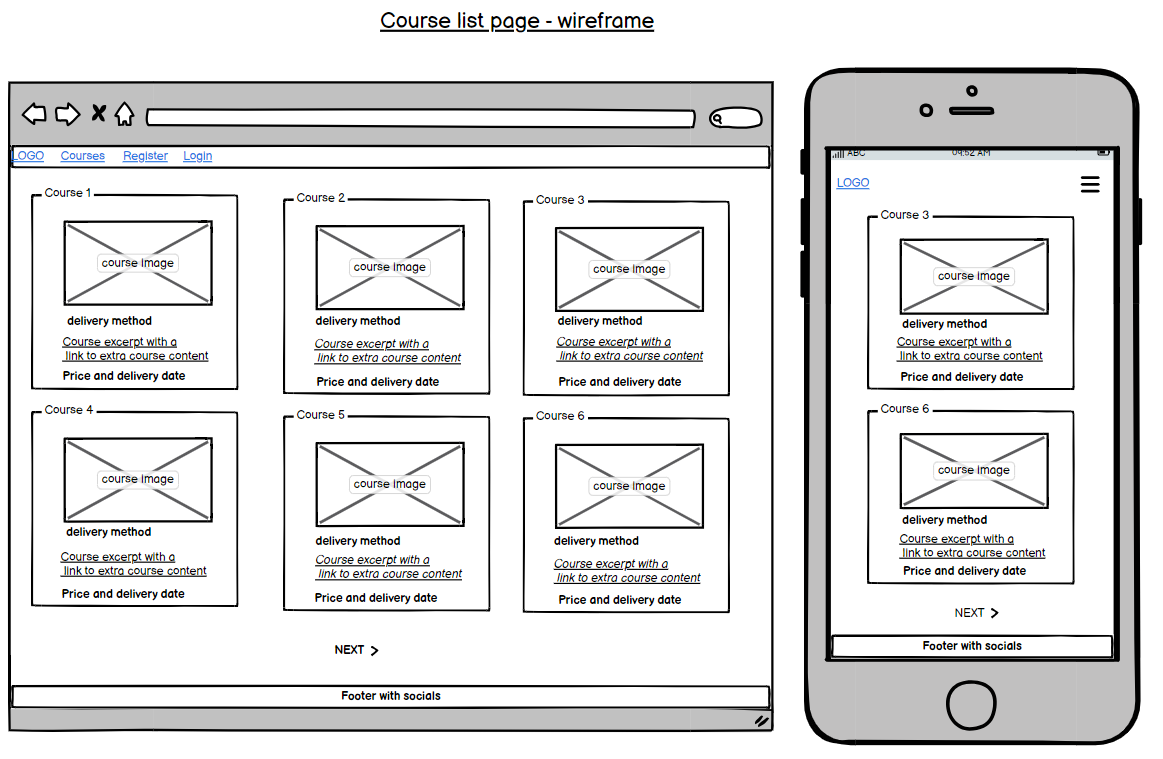 Course list page - wireframe
LOGO Courses Register Login
Course 1
course image
delivery method
Course excerpt with a
link to extra course content
Price and delivery date
Course 2
course image
delivery method
Course excerpt with a
link to extra course content
Price and delivery date
Course 3
course image
delivery method
Course excerpt with a
link to extra course content
Price and delivery date
Course 4
course image
delivery method
Course excerpt with a
link to extra course content
Price and delivery date
Course 5
course image
delivery method
Course excerpt with a
link to extra course content
Price and delivery date
Course 6
course image
delivery method
Course excerpt with a
link to extra course content
Price and delivery date
NEXT
Footer with socials
ABC 09:52 AM
LOGO
Course 3
course image
delivery method
Course excerpt with a
link to extra course content
Price and delivery date
Course 6
course image
delivery method
Course excerpt with a
link to extra course content
Price and delivery date
NEXT
Footer with socials